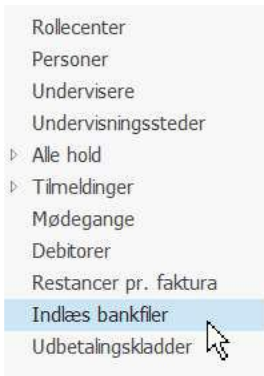 Rollecenter
Personer
Undervisere
Undervisningssteder
Alle hold
Tilmeldinger
Mødegange
Debitorer
Restancer pr. faktura
Indlæs bankfiler
Udbetalingskladder